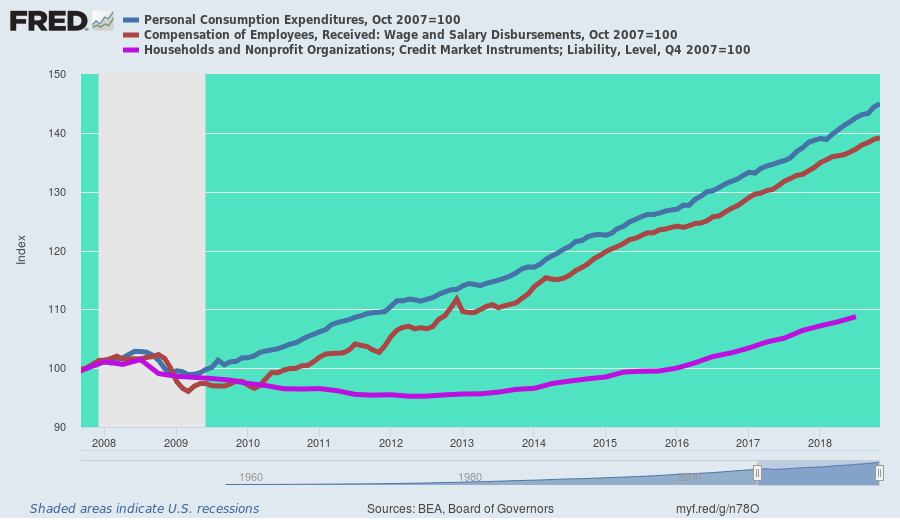 FRED
Personal Consumption Expenditures, Oct 2007=100
Compensation of Employees, Received: Wage and Salary Disbursements, Oct 2007=100
Households and Nonprofit Organizations; Credit Market Instruments; Liability, Level, Q4 2007=100
150
140
130
120
110
100
90
Index
2008 2009 2010 2011 2012 2013 2014 2015 2016 2017 2018
1960 1980 2000
Shaded areas indicate U.S. recessions Sources: BEA, Board of Governors myf.red/g/n78O